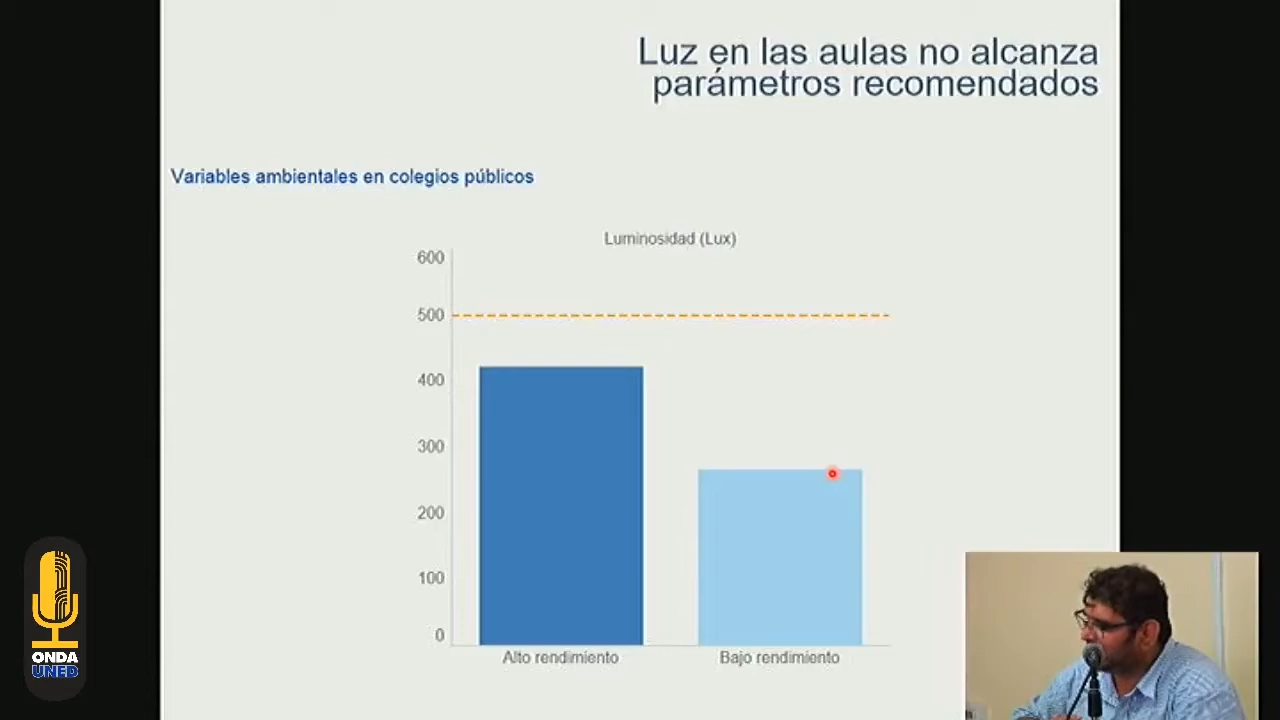 Luz en las aulas no alcanza
parámetros recomendados
Variables ambientales en colegios públicos
Luminosidad (Lux)
600
500
400
300
200
100
0
Alto rendimiento
Bajo rendimiento
ONDA
UNED